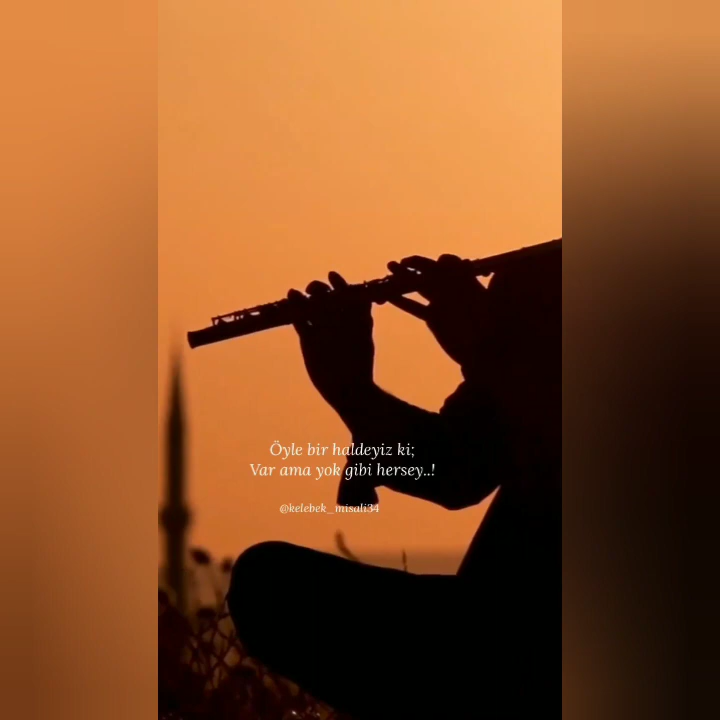 Öyle bir haldeyiz ki;
Var ama yok gibi hersey..!
@kelebek_misali34